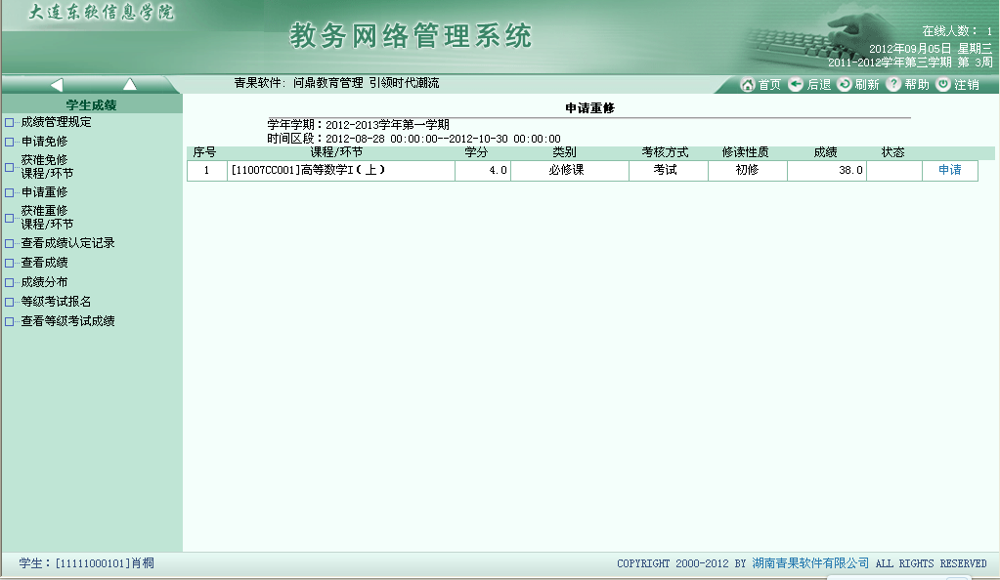 大连东软信息学院
教务网络管理系统
在线人数： 1
2012年09月05日 星期三
2011-2012学年第三学期 第 3周
青果软件: 问鼎教育管理 引领时代潮流
首页 后退 刷新 帮助 注销
学生成绩
成绩管理规定
申请免修
获准免修
课程/环节
申请重修
获准重修
课程/环节
查看成绩认定记录
查看成绩
成绩分布
等级考试报名
查看等级考试成绩
申请重修
学年学期：2012-2013学年第一学期
时间区段：2012-08-28 00:00:00--2012-10-30 00:00:00
序号 课程/环节 学分 类别 考核方式 修读性质 成绩 状态
1 [11007CC001]高等数学I（上） 4.0 必修课 考试 初修 38.0 申请
学生：[11111000101]肖桐
COPYRIGHT 2000-2012 BY 湖南青果软件有限公司 ALL RIGHTS RESERVED